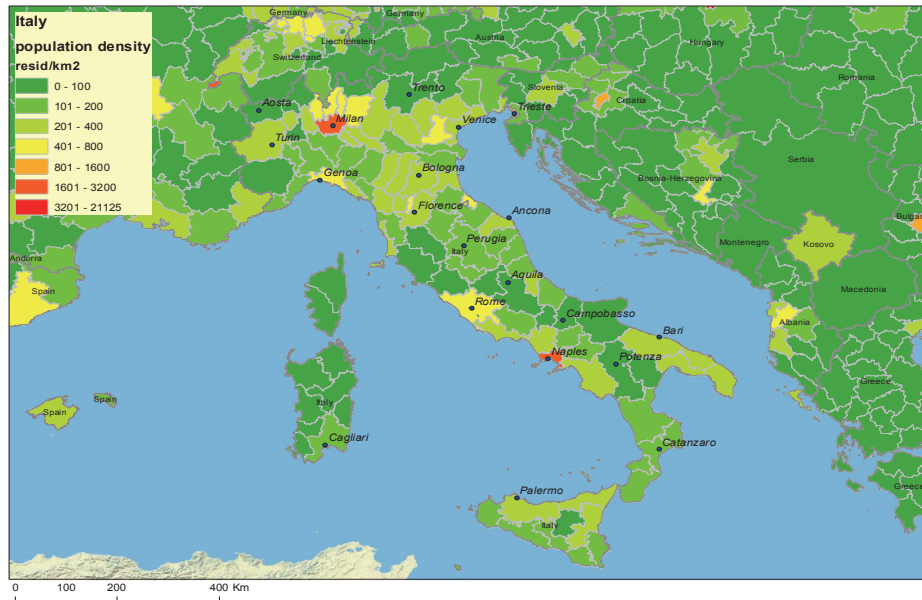 Italy
population density
resid/km2
0 - 100
101 - 200
201 - 400
401 - 800
801 - 1600
1601 - 3200
3201 - 21125
Germany
Germany
Liechtenstein
Austria
Hungary
Switzerland
Romania
Slovenia
Croatia
Aosta
Trento
Trieste
Milan
Venice
Turin
Serbia
Bologna
Genoa
Bosnia-Herzegovina
Florence
Ancona
Bulgar
Perugia
Italy
Montenegro
Kosovo
Andorra
Spain
Aquila
Macedonia
Rome
Campobasso
Albania
Bari
Naples
Potenza
Greece
Spain
Spain
Italy
Cagliari
Catanzaro
Greece
Palermo
Italy
0 100 200 400 Km